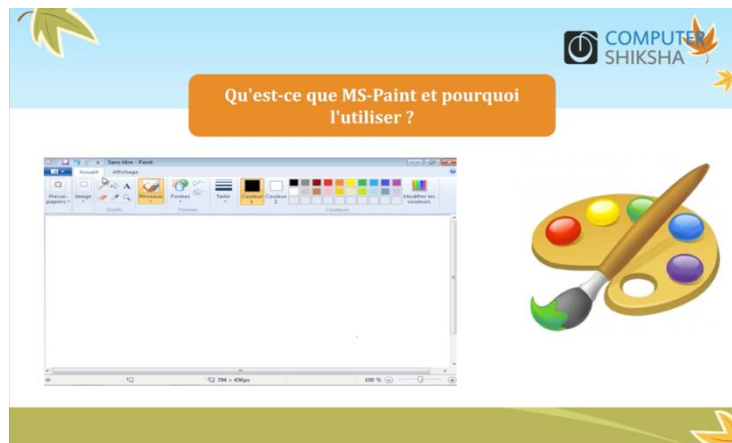 COMPUTER
SHIKSHA
Qu'est-ce que MS-Paint et pourquoi
l'utiliser ?
Sans titre - Paint
Accueil Affichage
Presse-papiers Image Pinceaux Formes Taille Couleur 1 Couleur 2 Modifier les couleurs
Outils Formes Couleurs
100 %